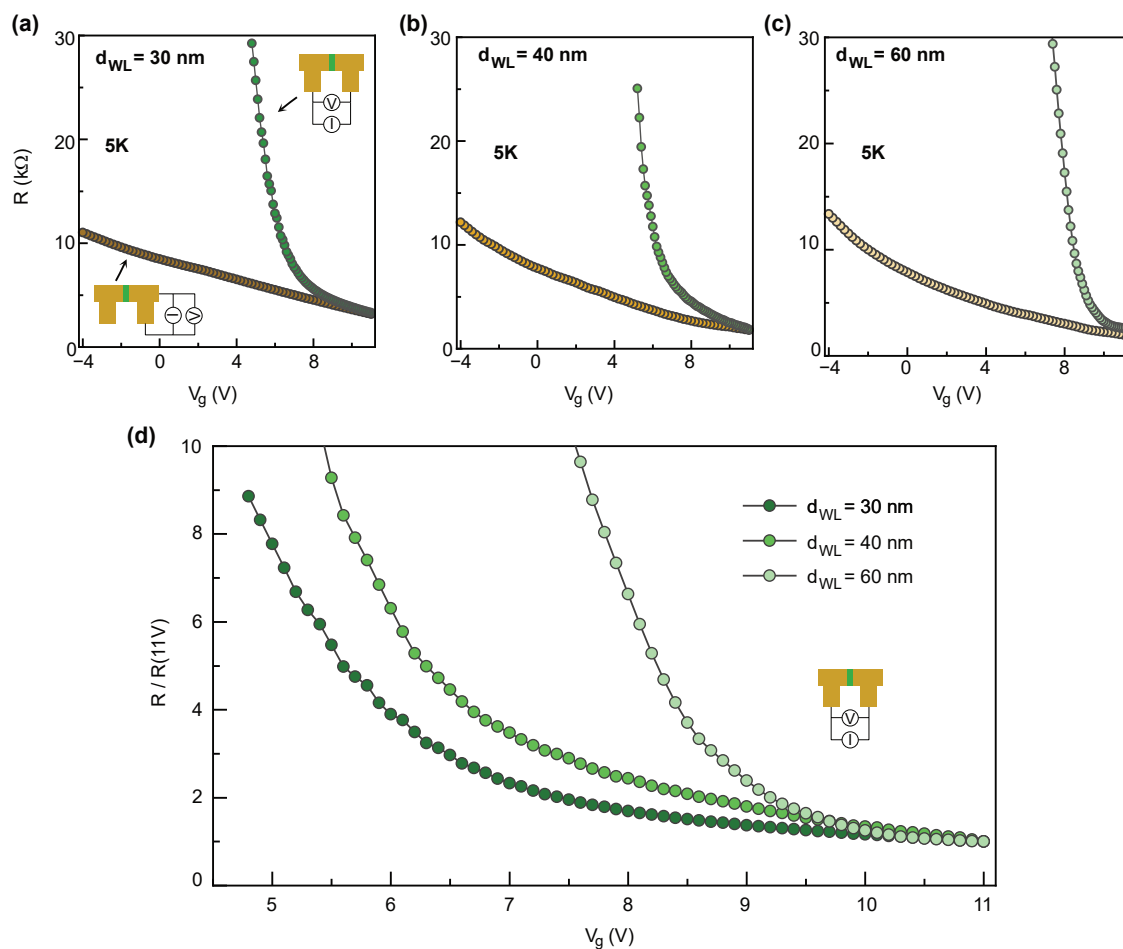 (a)
(b)
(c)
d_WL = 30 nm
d_WL = 40 nm
d_WL = 60 nm
30
20
10
0
R (kΩ)
5K
V
I
I
V
−4
0
4
8
V_g (V)
30
20
10
0
5K
−4
0
4
8
V_g (V)
30
20
10
0
5K
−4
0
4
8
V_g (V)
(d)
10
8
6
4
2
0
R / R(11V)
d_WL = 30 nm
d_WL = 40 nm
d_WL = 60 nm
V
I
5
6
7
8
9
10
11
V_g (V)